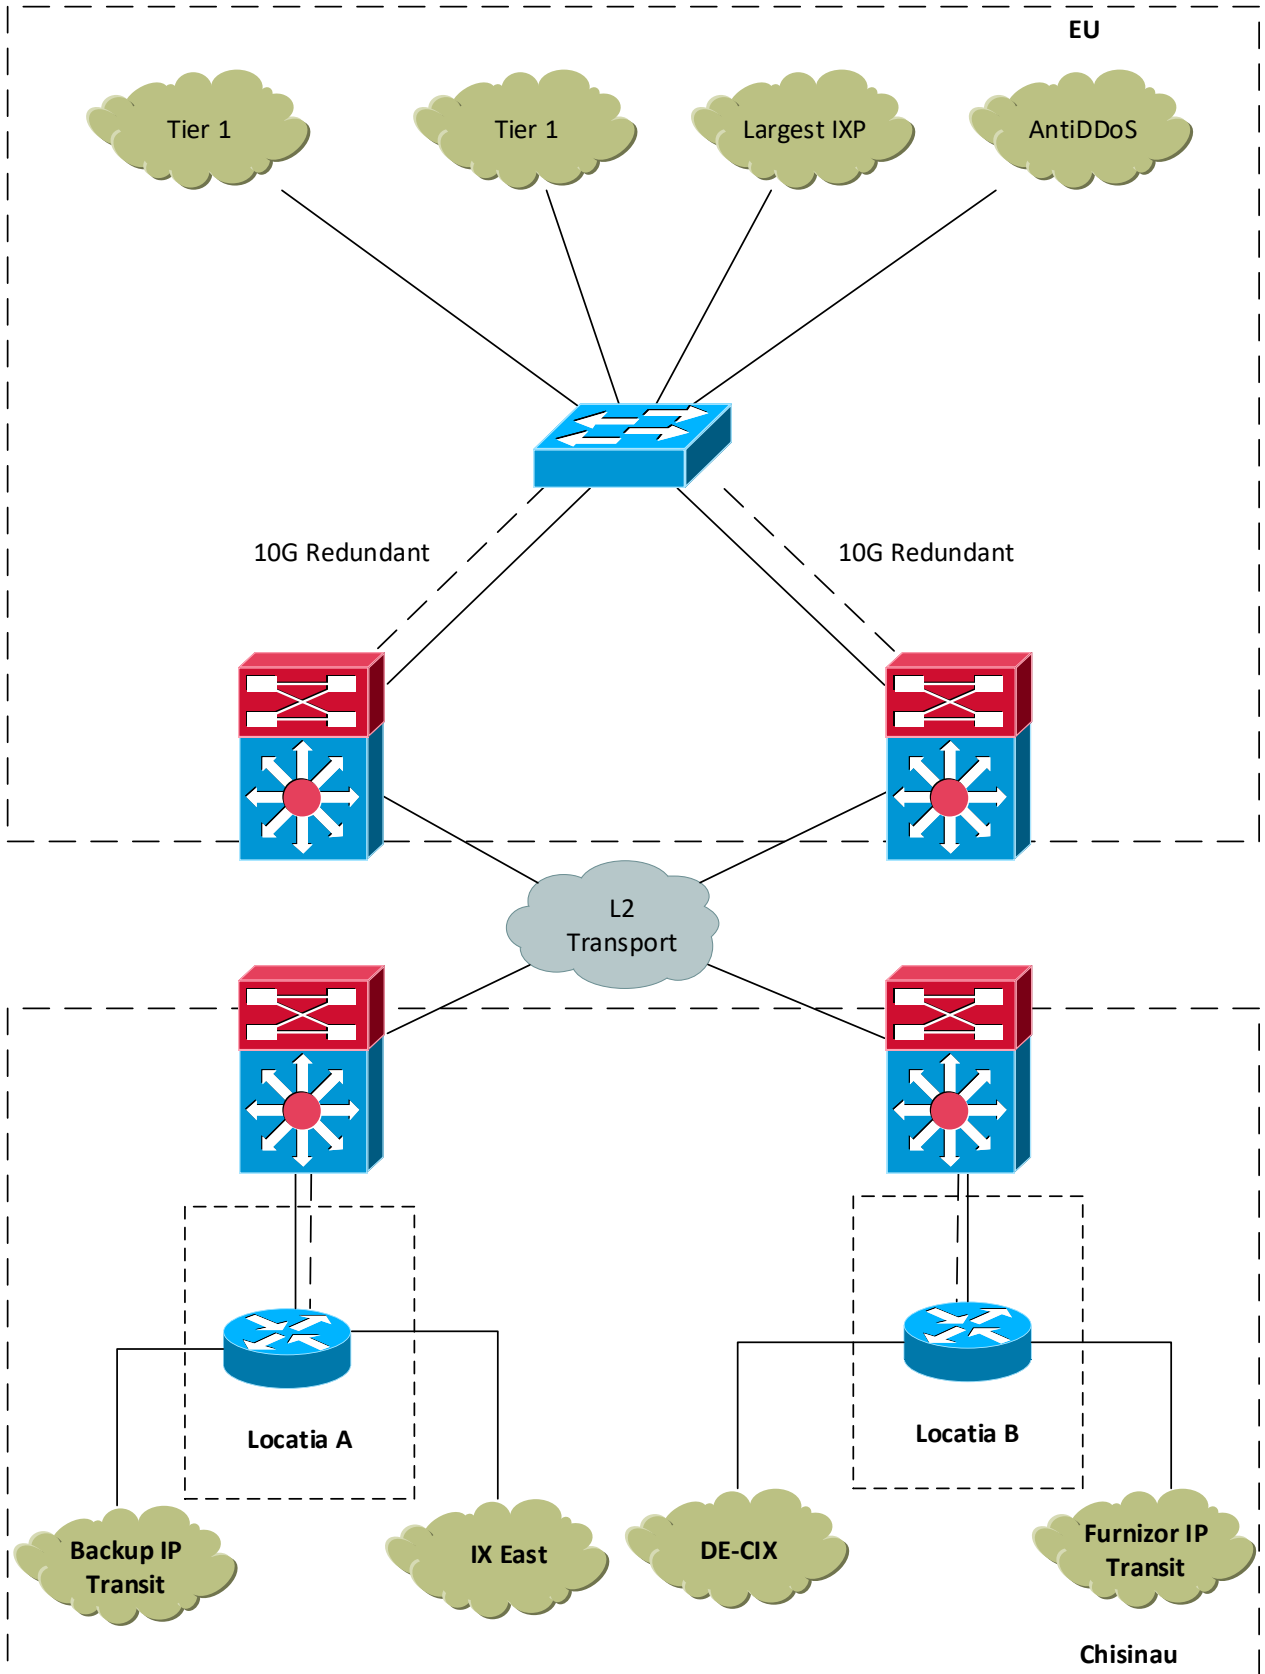 EU
Tier 1
Tier 1
Largest IXP
AntiDDoS
10G Redundant
10G Redundant
L2
Transport
Locatia A
Locatia B
Backup IP
Transit
IX East
DE-CIX
Furnizor IP
Transit
Chisinau